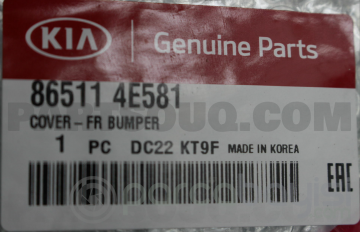 KIA
Genuine Parts
86511 4E581
COVER-FR BUMPER
1 PC DC22 KT9F MADE IN KOREA
EAC